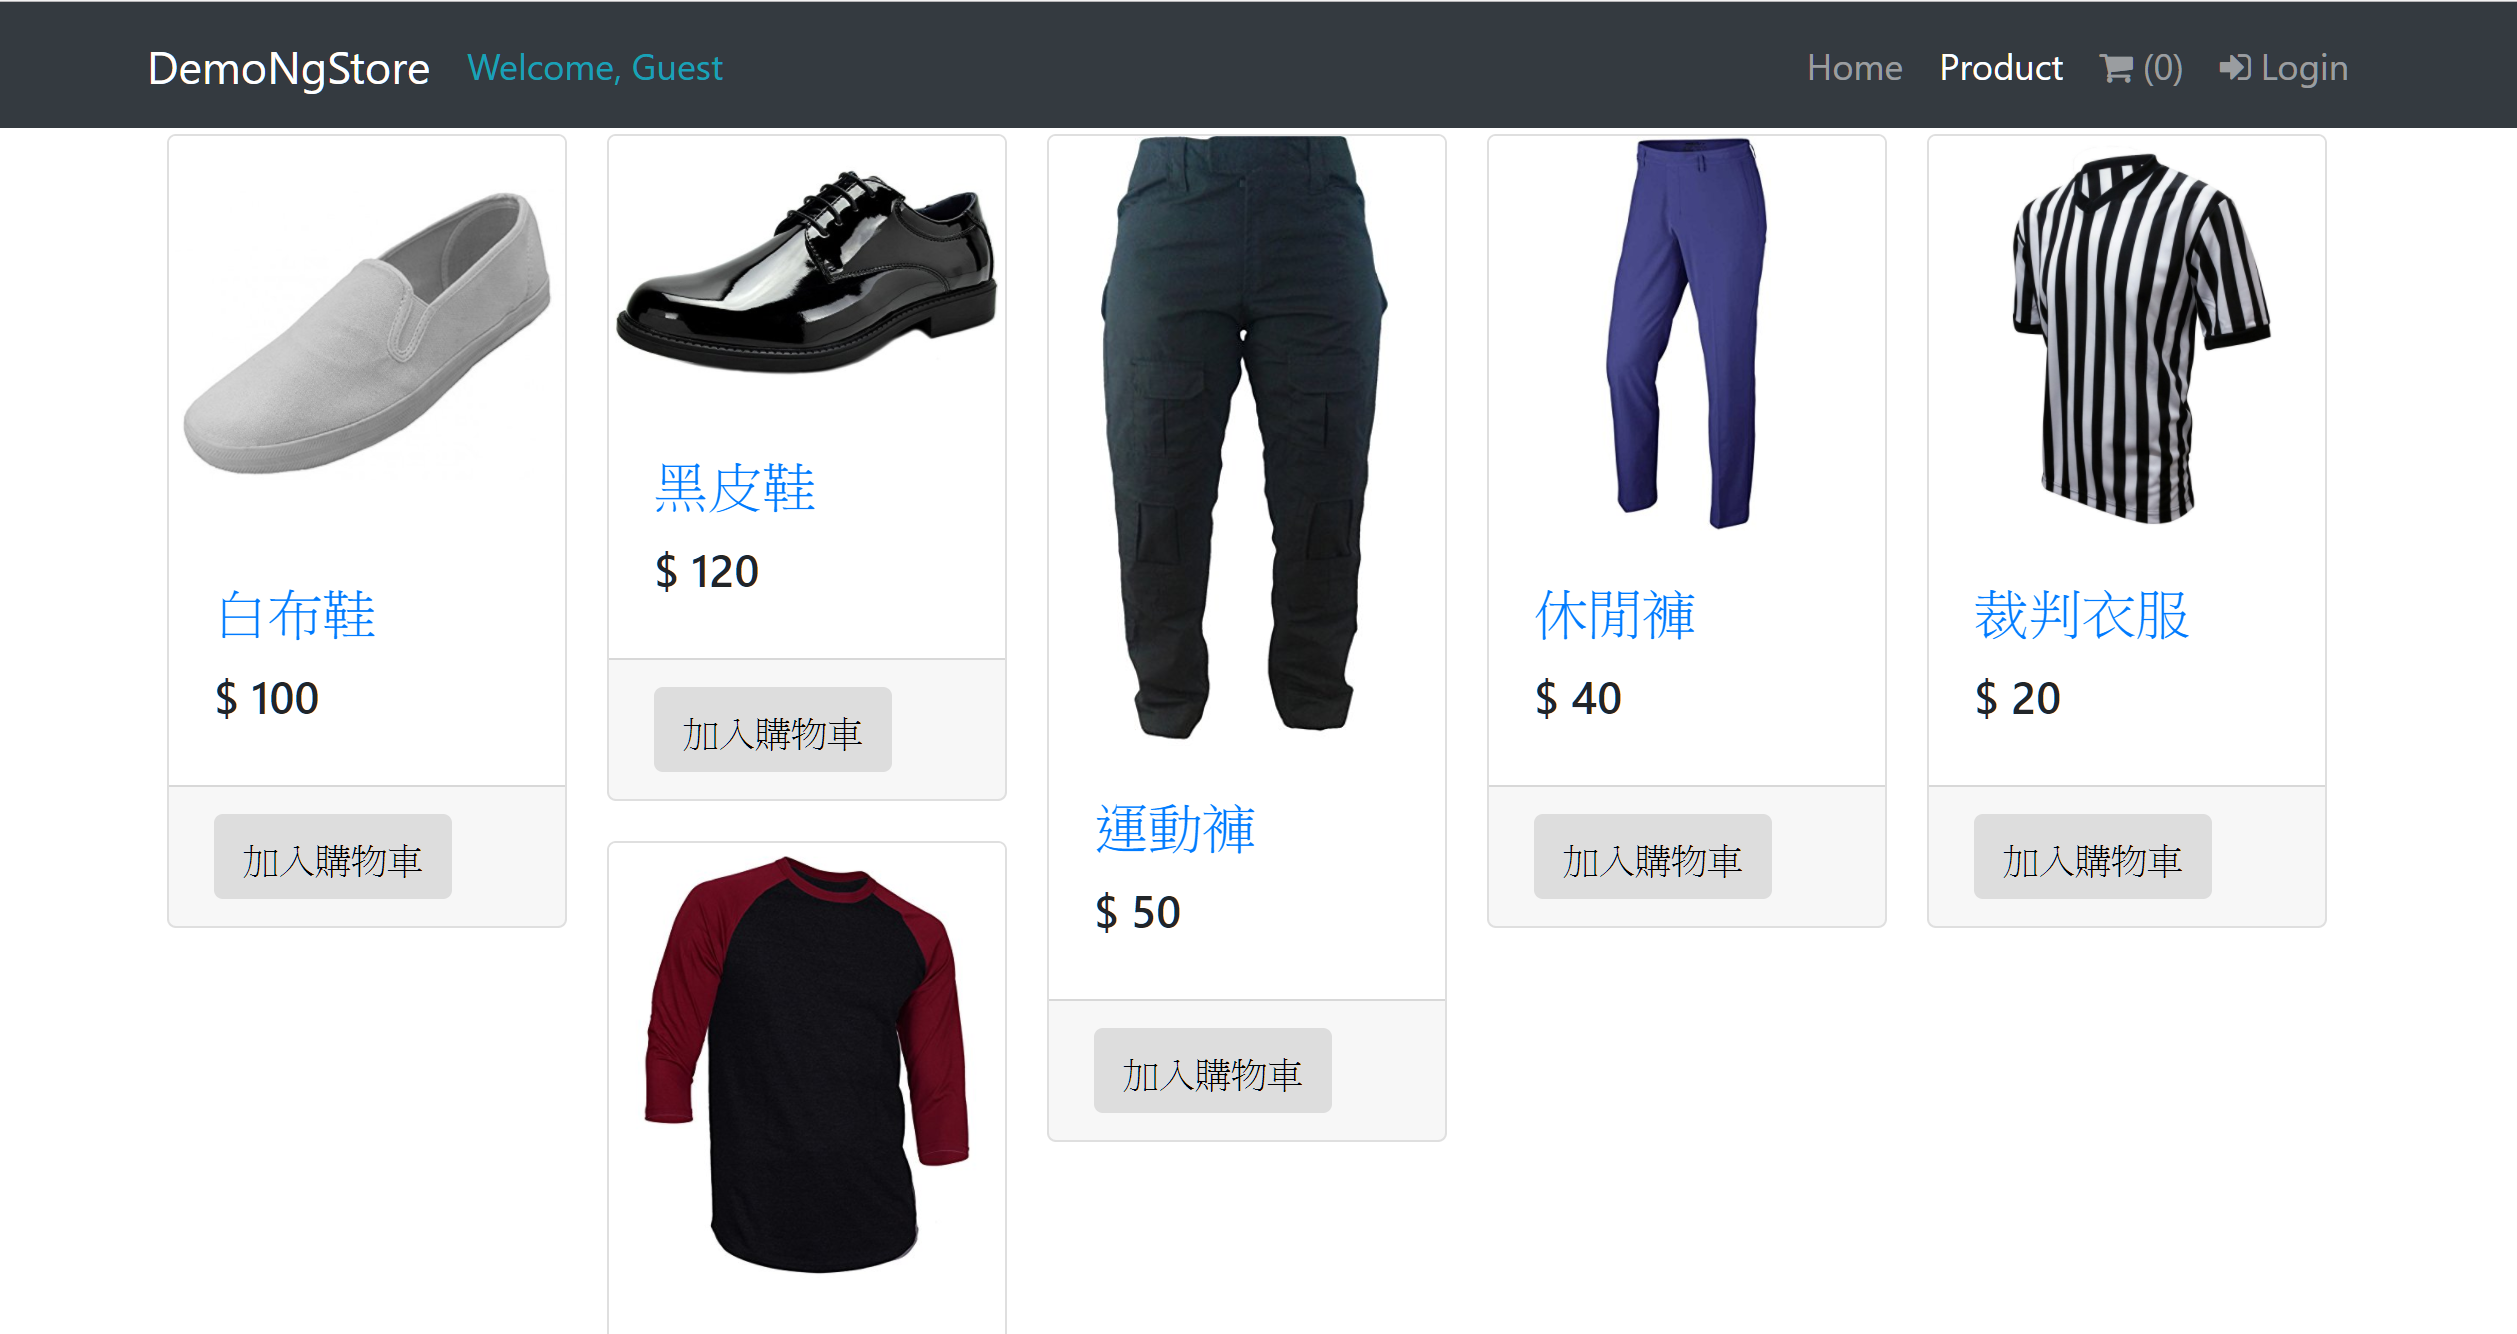 DemoNgStore Welcome, Guest Home Product (0) Login
白布鞋
$ 100
加入購物車
黑皮鞋
$ 120
加入購物車
運動褲
$ 50
加入購物車
休閒褲
$ 40
加入購物車
裁判衣服
$ 20
加入購物車